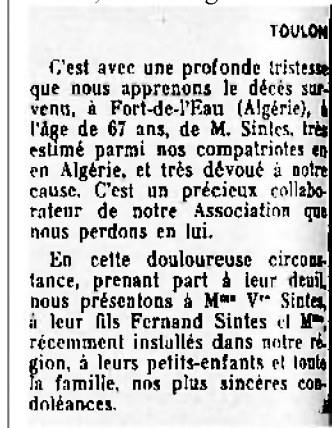 TOULON
C'est avec une profonde tristesse
que nous apprenons le décès sur-
venu, à Fort-de-l'Eau (Algérie), à
l'âge de 67 ans, de M. Sintes, très
estimé parmi nos compatriotes en
en Algérie, et très dévoué à notre
cause. C'est un précieux collabo-
rateur de notre Association que
nous perdons en lui.
En cette douloureuse circons-
tance, prenant part à leur deuil,
nous présentons à Mme Vve Sintes,
à leur fils Fernand Sintes et Mme
récemment installés dans notre ré-
gion, à leurs petits-enfants et toute
la famille, nos plus sincères con-
doléances.